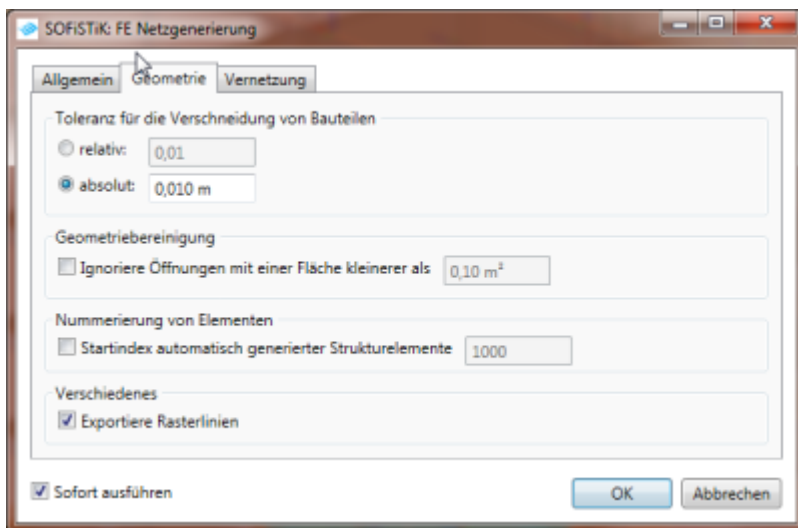 SOFiSTiK: FE Netzgenerierung
Allgemein Geometrie Vernetzung
Toleranz für die Verschneidung von Bauteilen
relativ: 0,01
absolut: 0,010 m
Geometriebereinigung
Ignoriere Öffnungen mit einer Fläche kleinerer als 0,10 m²
Nummerierung von Elementen
Startindex automatisch generierter Strukturelemente 1000
Verschiedenes
Exportiere Rasterlinien
Sofort ausführen OK Abbrechen